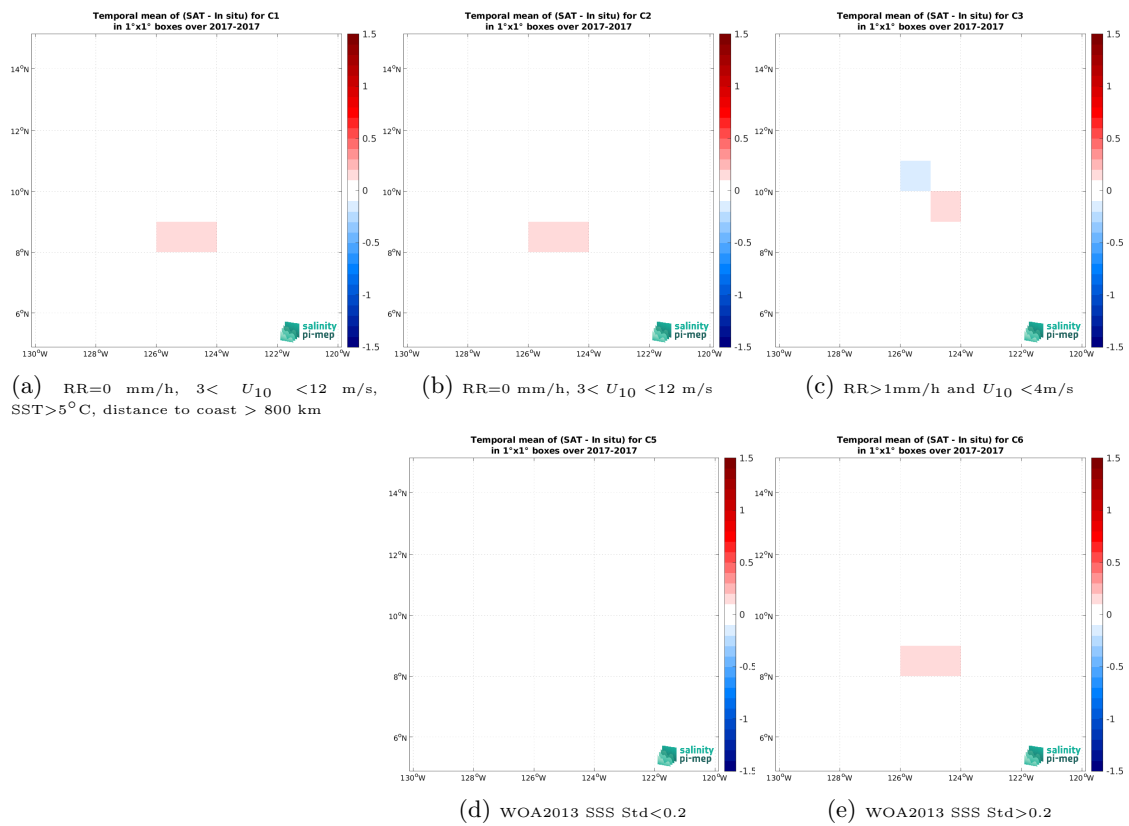 Temporal mean of (SAT - In situ) for C1
in 1°x1° boxes over 2017-2017
14°N
12°N
10°N
8°N
6°N
130°W 128°W 126°W 124°W 122°W 120°W
1.5
1
0.5
0
-0.5
-1
-1.5
salinity
pi-mep
(a) RR=0 mm/h, 3< U10 <12 m/s,
SST>5°C, distance to coast > 800 km
Temporal mean of (SAT - In situ) for C2
in 1°x1° boxes over 2017-2017
14°N
12°N
10°N
8°N
6°N
130°W 128°W 126°W 124°W 122°W 120°W
1.5
1
0.5
0
-0.5
-1
-1.5
salinity
pi-mep
(b) RR=0 mm/h, 3< U10 <12 m/s
Temporal mean of (SAT - In situ) for C3
in 1°x1° boxes over 2017-2017
14°N
12°N
10°N
8°N
6°N
130°W 128°W 126°W 124°W 122°W 120°W
1.5
1
0.5
0
-0.5
-1
-1.5
salinity
pi-mep
(c) RR>1mm/h and U10 <4m/s
Temporal mean of (SAT - In situ) for C5
in 1°x1° boxes over 2017-2017
14°N
12°N
10°N
8°N
6°N
130°W 128°W 126°W 124°W 122°W 120°W
1.5
1
0.5
0
-0.5
-1
-1.5
salinity
pi-mep
(d) WOA2013 SSS Std<0.2
Temporal mean of (SAT - In situ) for C6
in 1°x1° boxes over 2017-2017
14°N
12°N
10°N
8°N
6°N
130°W 128°W 126°W 124°W 122°W 120°W
1.5
1
0.5
0
-0.5
-1
-1.5
salinity
pi-mep
(e) WOA2013 SSS Std>0.2